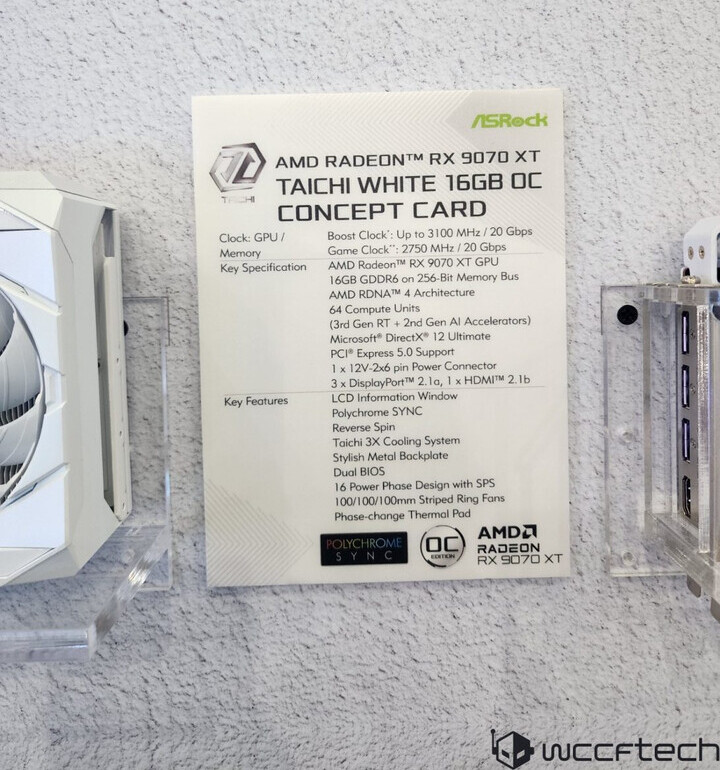 ASRock
TAICHI
AMD RADEON™ RX 9070 XT
TAICHI WHITE 16GB OC
CONCEPT CARD
Clock: GPU / Memory
Boost Clock*: Up to 3100 MHz / 20 Gbps
Game Clock**: 2750 MHz / 20 Gbps
Key Specification
AMD Radeon™ RX 9070 XT GPU
16GB GDDR6 on 256-Bit Memory Bus
AMD RDNA™ 4 Architecture
64 Compute Units
(3rd Gen RT + 2nd Gen AI Accelerators)
Microsoft® DirectX® 12 Ultimate
PCI® Express 5.0 Support
1 x 12V-2x6 pin Power Connector
3 x DisplayPort™ 2.1a, 1 x HDMI™ 2.1b
Key Features
LCD Information Window
Polychrome SYNC
Reverse Spin
Taichi 3X Cooling System
Stylish Metal Backplate
Dual BIOS
16 Power Phase Design with SPS
100/100/100mm Striped Ring Fans
Phase-change Thermal Pad
POLYCHROME
SYNC
OC
EDITION
AMD
RADEON
RX 9070 XT
wccftech